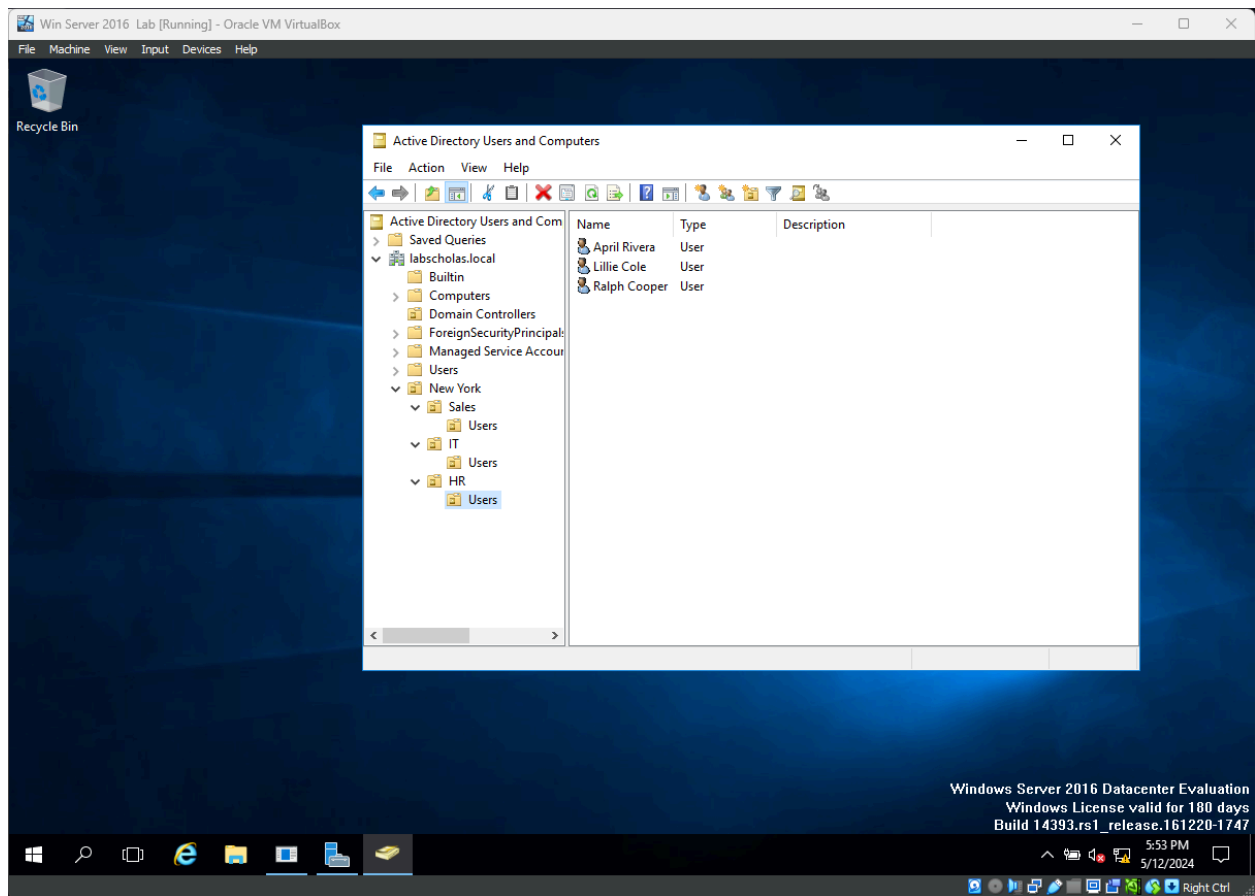 Win Server 2016 Lab [Running] - Oracle VM VirtualBox
File Machine View Input Devices Help
Recycle Bin
Active Directory Users and Computers
File Action View Help
Active Directory Users and Com
Saved Queries
labscholas.local
Builtin
Computers
Domain Controllers
ForeignSecurityPrincipals
Managed Service Accour
Users
New York
Sales
Users
IT
Users
HR
Users
Name Type Description
April Rivera User
Lillie Cole User
Ralph Cooper User
Windows Server 2016 Datacenter Evaluation
Windows License valid for 180 days
Build 14393.rs1_release.161220-1747
5:53 PM
5/12/2024
Right Ctrl